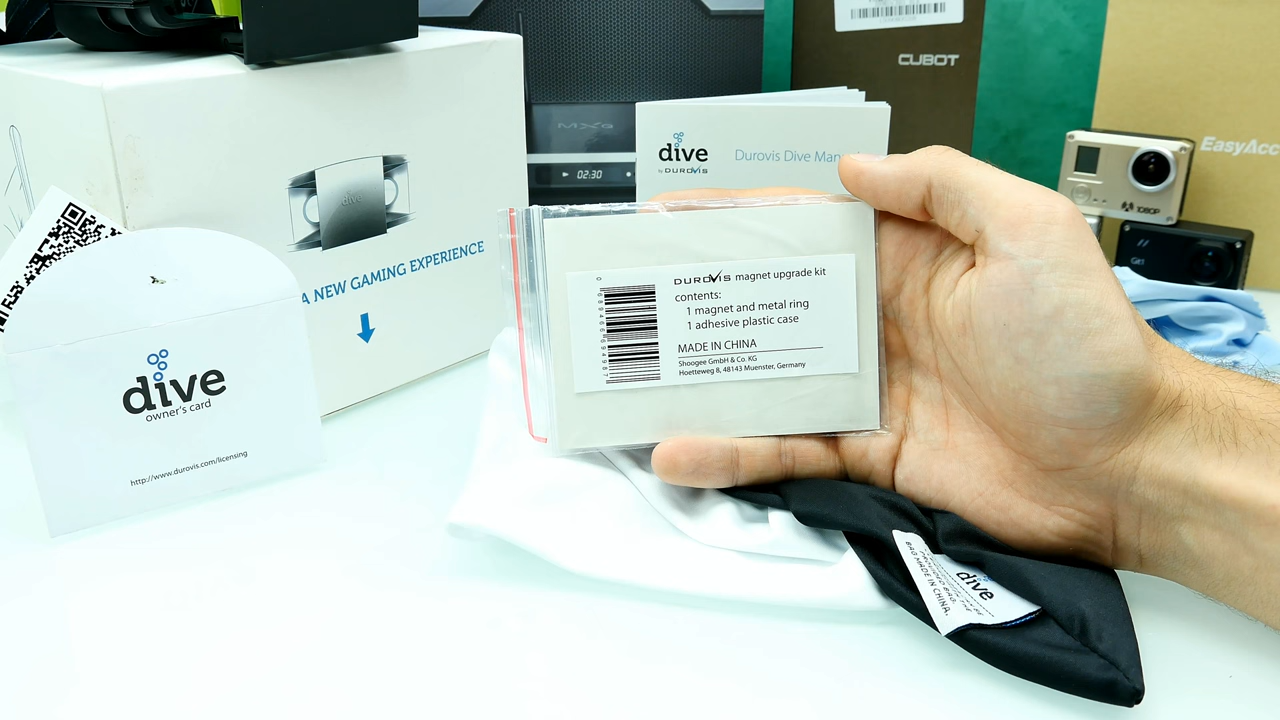 CUBOT
MXQ
02:30
dive
by DUROVIS
Durovis Dive
EasyAcc
1080P
dive
A NEW GAMING EXPERIENCE
dive
owner's card
http://www.durovis.com/licensing
DUROVIS magnet upgrade kit
contents:
1 magnet and metal ring
1 adhesive plastic case
MADE IN CHINA
Shoogee GmbH & Co. KG
Hoetteweg 8, 48143 Muenster, Germany
dive
BAG MADE IN CHINA.